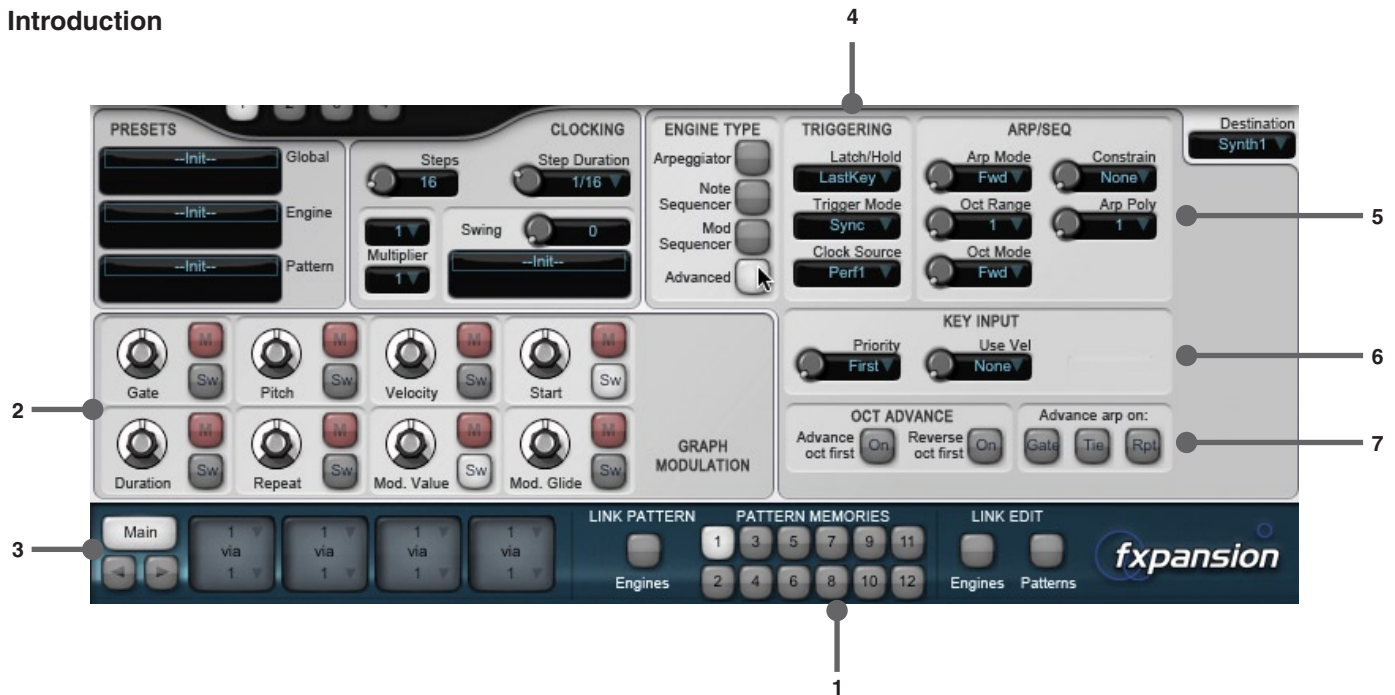 Introduction
4
1 2 3 4
PRESETS
--Init-- Global
--Init-- Engine
--Init-- Pattern
CLOCKING
Steps
16
Step Duration
1/16
1
Multiplier
1
Swing 0
--Init--
ENGINE TYPE
Arpeggiator
Note
Sequencer
Mod
Sequencer
Advanced
TRIGGERING
Latch/Hold
LastKey
Trigger Mode
Sync
Clock Source
Perf1
ARP/SEQ
Arp Mode
Fwd
Constrain
None
Oct Range
1
Arp Poly
1
Oct Mode
Fwd
Destination
Synth1
5
KEY INPUT
Priority
First
Use Vel
None
6
2
Gate M Sw
Pitch M Sw
Velocity M Sw
Start M Sw
Duration M Sw
Repeat M Sw
Mod. Value M Sw
Mod. Glide M Sw
GRAPH
MODULATION
OCT ADVANCE
Advance
oct first
On
Reverse
oct first
On
Advance arp on:
Gate Tie Rpt
7
3
Main
1
via
1
1
via
1
1
via
1
1
via
1
LINK PATTERN
Engines
PATTERN MEMORIES
1 3 5 7 9 11
2 4 6 8 10 12
LINK EDIT
Engines Patterns
fxpansion
1